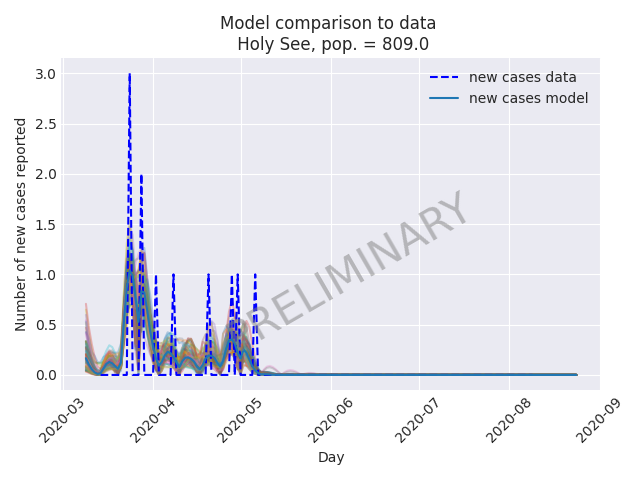 Model comparison to data
Holy See, pop. = 809.0
new cases data
new cases model
3.0
2.5
2.0
1.5
1.0
0.5
0.0
Number of new cases reported
PRELIMINARY
2020-03
2020-04
2020-05
2020-06
2020-07
2020-08
2020-09
Day